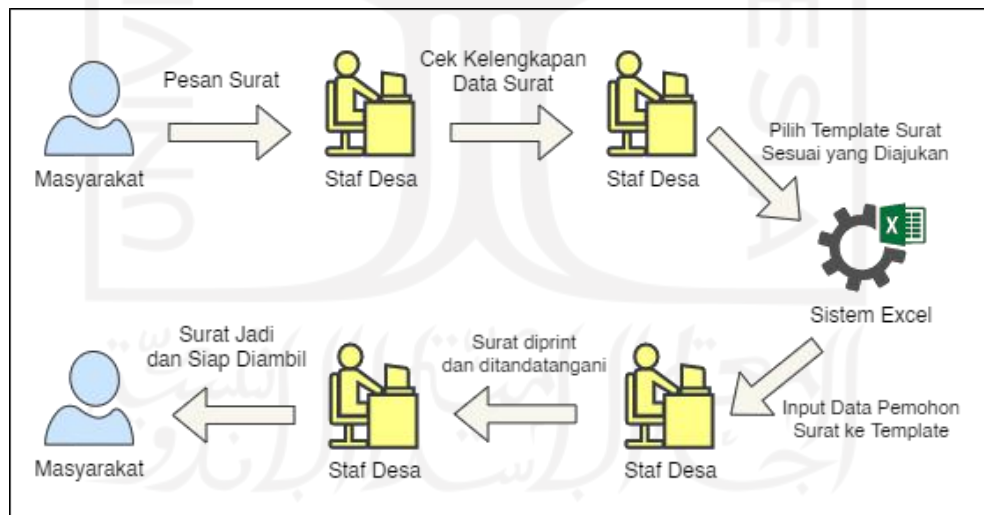 Pesan Surat
Cek Kelengkapan
Data Surat
Pilih Template Surat
Sesuai yang Diajukan
Masyarakat
Staf Desa
Staf Desa
X
Sistem Excel
Surat Jadi
dan Siap Diambil
Surat diprint
dan ditandatangani
Input Data Pemohon
Surat ke Template
Masyarakat
Staf Desa
Staf Desa